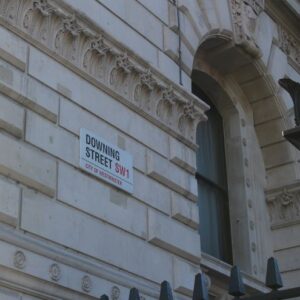 DOWNING
STREET SW1
CITY OF WESTMINSTER